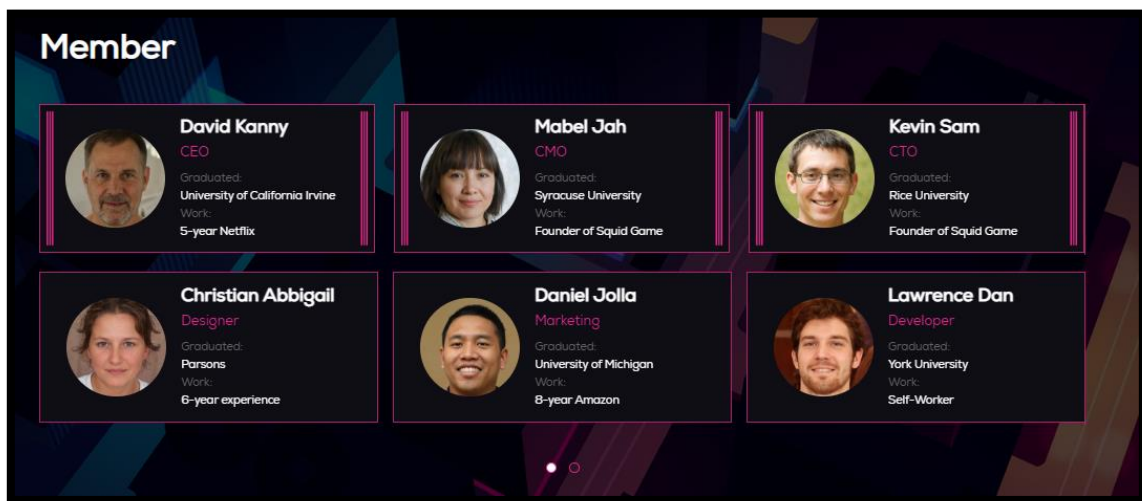 Member
David Kanny
CEO
Graduated:
University of California Irvine
Work:
5-year Netflix
Mabel Jah
CMO
Graduated:
Syracuse University
Work:
Founder of Squid Game
Kevin Sam
CTO
Graduated:
Rice University
Work:
Founder of Squid Game
Christian Abbigail
Designer
Graduated:
Parsons
Work:
6-year experience
Daniel Jolla
Marketing
Graduated:
University of Michigan
Work:
8-year Amazon
Lawrence Dan
Developer
Graduated:
York University
Work:
Self-Worker